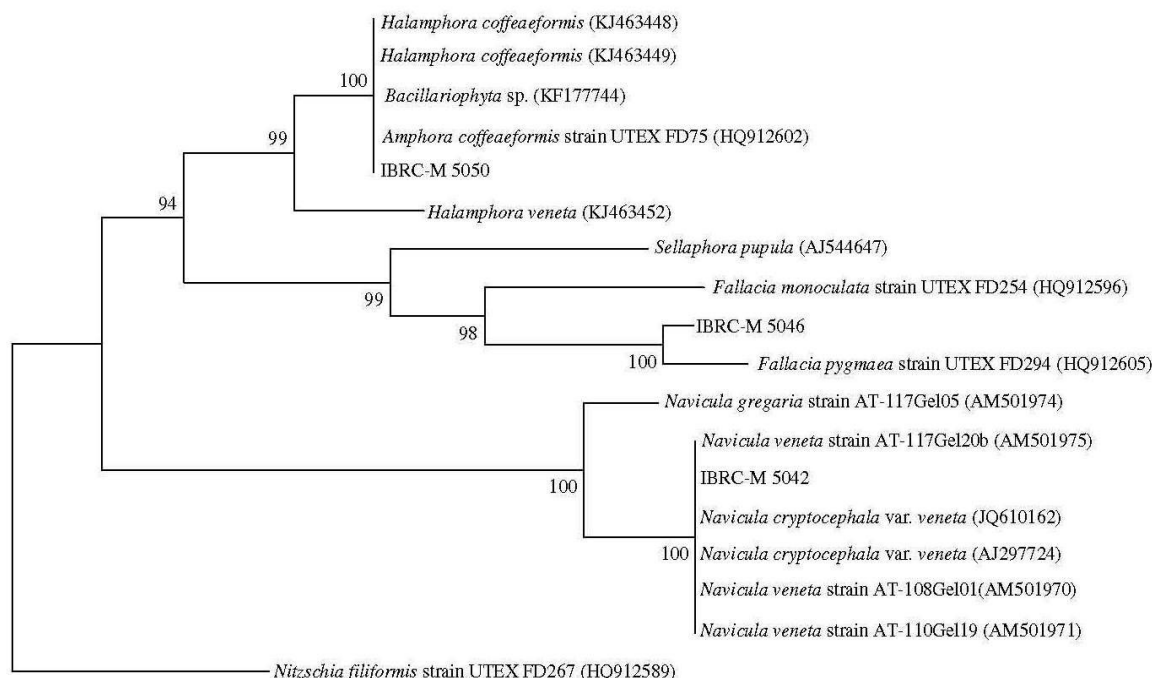 Halamphora coffeaeformis (KJ463448)
Halamphora coffeaeformis (KJ463449)
100
Bacillariophyta sp. (KF177744)
99
Amphora coffeaeformis strain UTEX FD75 (HQ912602)
IBRC-M 5050
94
Halamphora veneta (KJ463452)
Sellaphora pupula (AJ544647)
99
Fallacia monoculata strain UTEX FD254 (HQ912596)
98
IBRC-M 5046
100
Fallacia pygmaea strain UTEX FD294 (HQ912605)
Navicula gregaria strain AT-117Gel05 (AM501974)
Navicula veneta strain AT-117Gel20b (AM501975)
100
IBRC-M 5042
Navicula cryptocephala var. veneta (JQ610162)
100
Navicula cryptocephala var. veneta (AJ297724)
Navicula veneta strain AT-108Gel01(AM501970)
Navicula veneta strain AT-110Gel19 (AM501971)
Nitzschia filiformis strain UTEX FD267 (HQ912589)